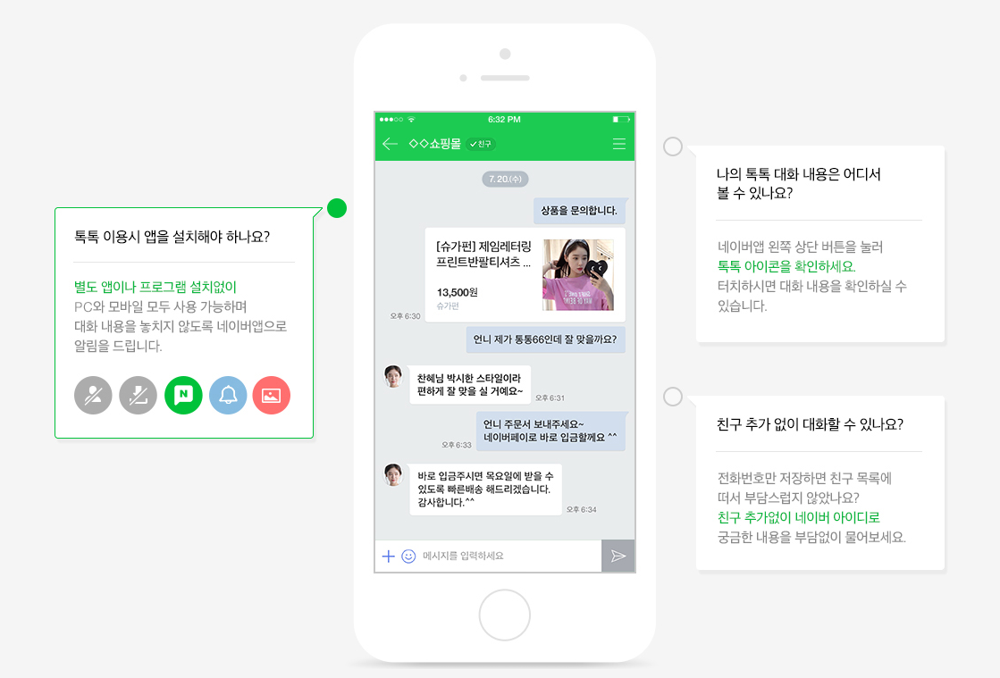 톡톡 이용시 앱을 설치해야 하나요?
별도 앱이나 프로그램 설치없이
PC와 모바일 모두 사용 가능하며
대화 내용을 놓치지 않도록 네이버앱으로
알림을 드립니다.
N
6:32 PM
◇◇쇼핑몰 친구
7. 20.(수)
상품을 문의합니다.
[슈가펀] 제임레터링
프린트반팔티셔츠 ...
13,500원
슈가펀
오후 6:30
언니 제가 통통66인데 잘 맞을까요?
찬혜님 박시한 스타일이라
편하게 잘 맞을 실 거예요~
오후 6:31
언니 주문서 보내주세요~
네이버페이로 바로 입금할께요 ^^
오후 6:33
바로 입금주시면 목요일에 받을 수
있도록 빠른배송 해드리겠습니다.
감사합니다.^^
오후 6:34
메시지를 입력하세요
나의 톡톡 대화 내용은 어디서
볼 수 있나요?
네이버앱 왼쪽 상단 버튼을 눌러
톡톡 아이콘을 확인하세요.
터치하시면 대화 내용을 확인하실 수
있습니다.
친구 추가 없이 대화할 수 있나요?
전화번호만 저장하면 친구 목록에
떠서 부담스럽지 않았나요?
친구 추가없이 네이버 아이디로
궁금한 내용을 부담없이 물어보세요.